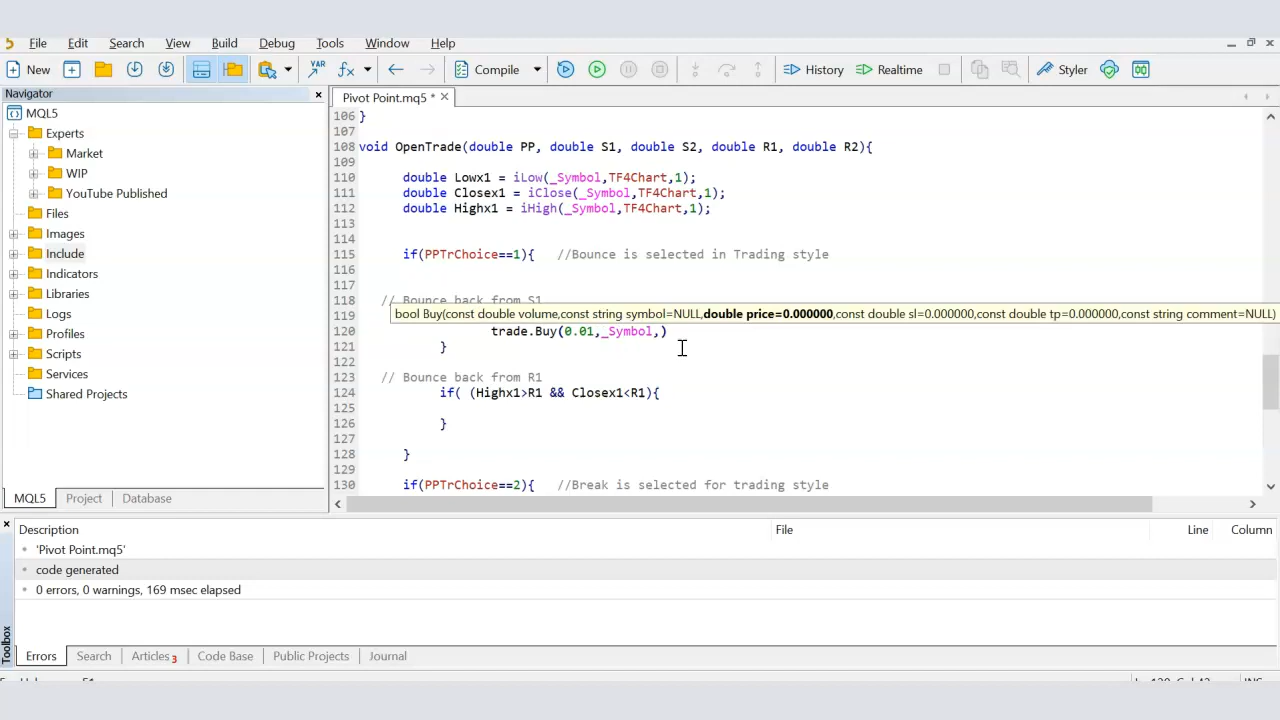 File Edit Search View Build Debug Tools Window Help
New VAR Compile History Realtime Styler
Navigator
Pivot Point.mq5 *
MQL5
Experts
Market
WIP
YouTube Published
Files
Images
Include
Indicators
Libraries
Logs
Profiles
Scripts
Services
Shared Projects
MQL5 Project Database
106 }
107
108 void OpenTrade(double PP, double S1, double S2, double R1, double R2){
109
110 double Lowx1 = iLow(_Symbol,TF4Chart,1);
111 double Closex1 = iClose(_Symbol,TF4Chart,1);
112 double Highx1 = iHigh(_Symbol,TF4Chart,1);
113
114
115 if(PPTrChoice==1){ //Bounce is selected in Trading style
116
117
118 // Bounce back from S1
bool Buy(const double volume,const string symbol=NULL,double price=0.000000,const double sl=0.000000,const double tp=0.000000,const string comment=NULL)
119
120 trade.Buy(0.01,_Symbol,)
121 }
122
123 // Bounce back from R1
124 if( (Highx1>R1 && Closex1<R1){
125
126 }
127
128 }
129
130 if(PPTrChoice==2){ //Break is selected for trading style
Description File Line Column
'Pivot Point.mq5'
code generated
0 errors, 0 warnings, 169 msec elapsed
Toolbox
Errors Search Articles 3 Code Base Public Projects Journal